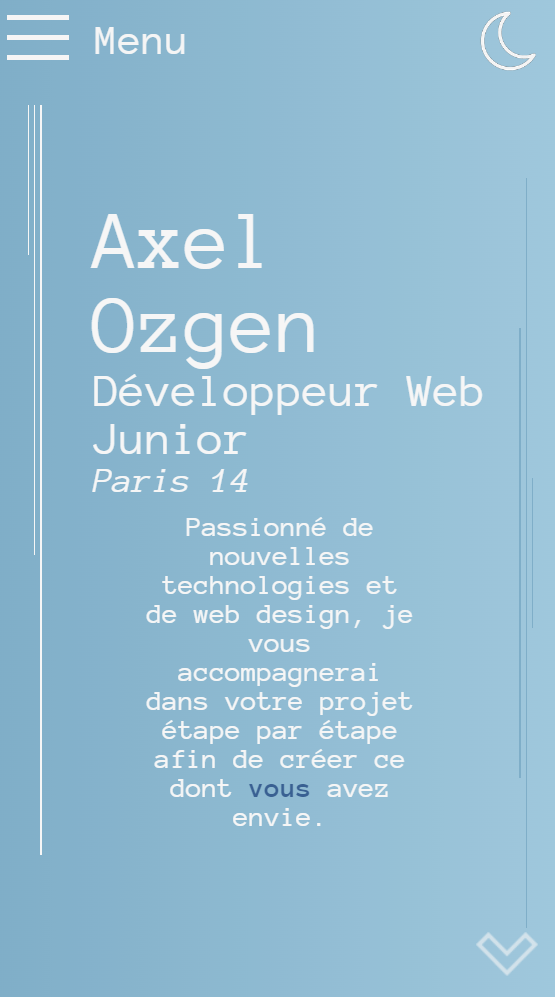 Menu
Axel
Ozgen
Développeur Web
Junior
Paris 14
Passionné de
nouvelles
technologies et
de web design, je
vous
accompagnerai
dans votre projet
étape par étape
afin de créer ce
dont vous avez
envie.